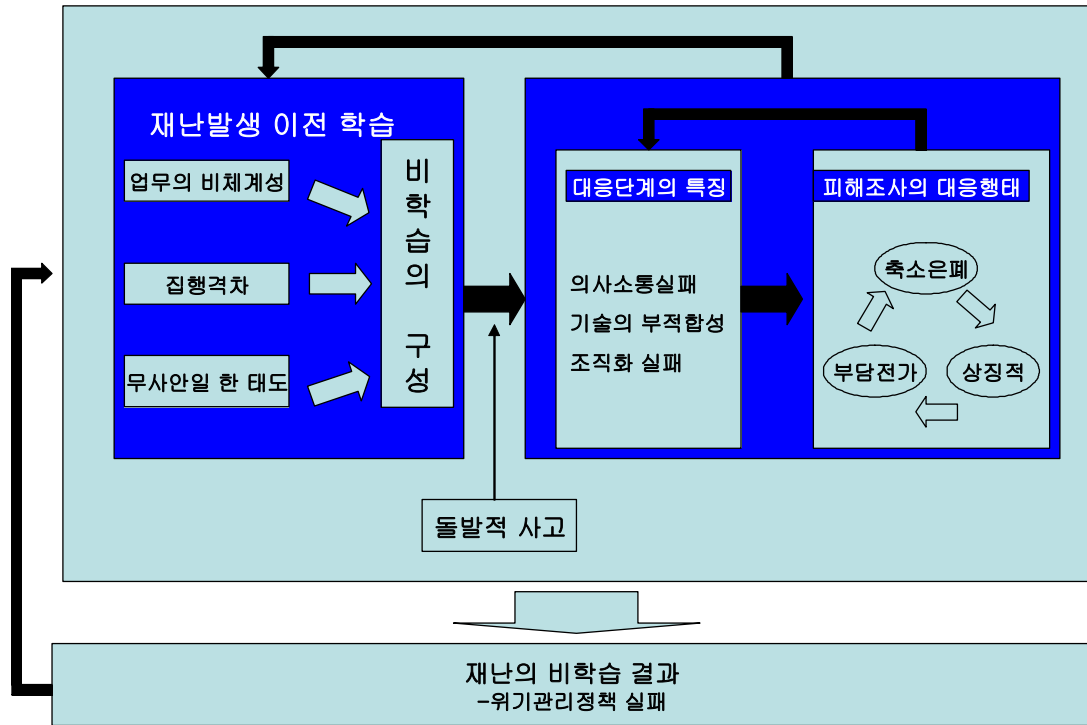 재난발생 이전 학습
업무의 비체계성
집행격차
무사안일 한 태도
비
학
습
의
구
성
돌발적 사고
대응단계의 특징
의사소통실패
기술의 부적합성
조직화 실패
피해조사의 대응행태
축소은폐
부담전가
상징적
재난의 비학습 결과
-위기관리정책 실패